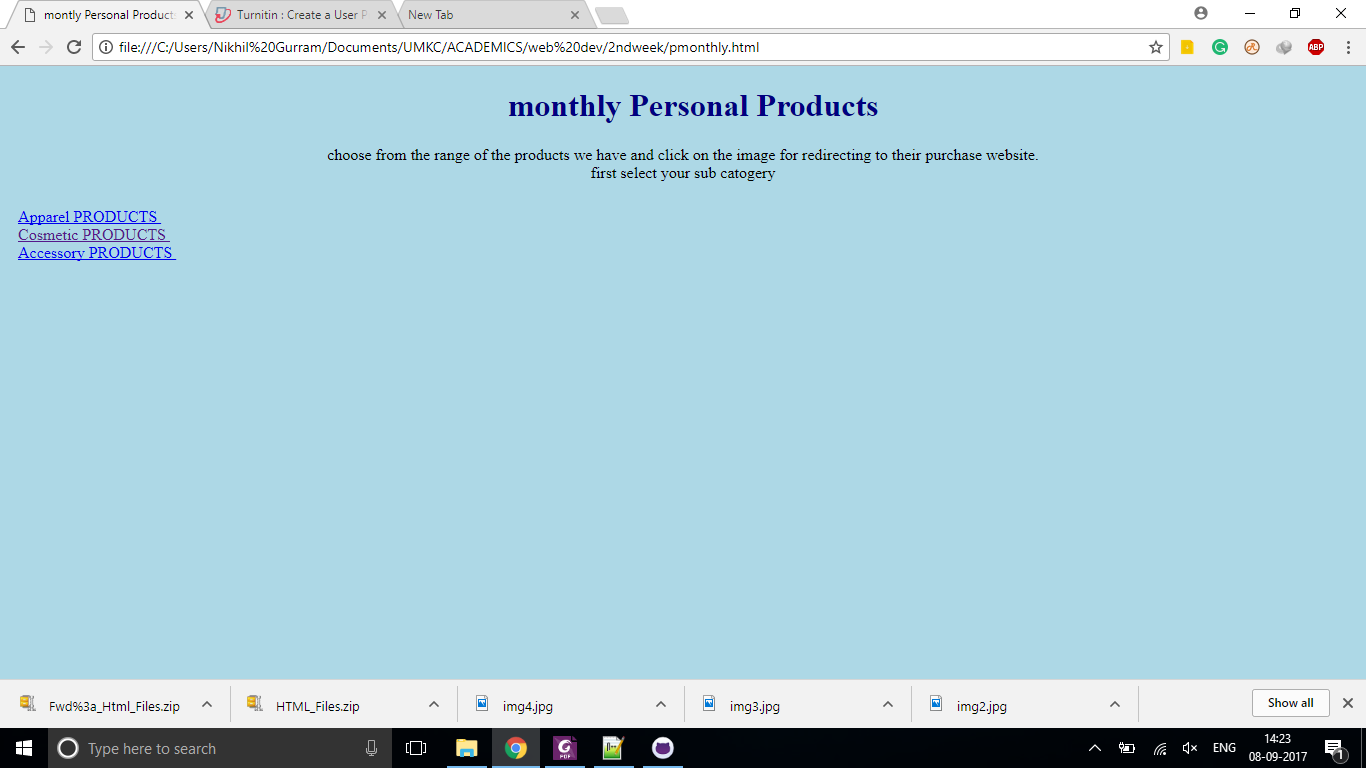 montly Personal Product
Turnitin : Create a User P
New Tab
file:///C:/Users/Nikhil%20Gurram/Documents/UMKC/ACADEMICS/web%20dev/2ndweek/pmonthly.html
ABP
monthly Personal Products
choose from the range of the products we have and click on the image for redirecting to their purchase website.
first select your sub catogery
Apparel PRODUCTS
Cosmetic PRODUCTS
Accessory PRODUCTS
Fwd%3a_Html_Files.zip
HTML_Files.zip
img4.jpg
img3.jpg
img2.jpg
Show all
Type here to search
PDF
ENG
14:23
08-09-2017
1